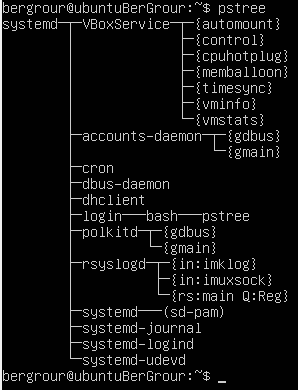 bergrour@ubuntuBerGrour:~$ pstree
systemd─┬─VBoxService─┬─{automount}
        │             ├─{control}
        │             ├─{cpuhotplug}
        │             ├─{memballoon}
        │             ├─{timesync}
        │             ├─{vminfo}
        │             └─{vmstats}
        ├─accounts-daemon─┬─{gdbus}
        │                 └─{gmain}
        ├─cron
        ├─dbus-daemon
        ├─dhclient
        ├─login───bash───pstree
        ├─polkitd─┬─{gdbus}
        │         └─{gmain}
        ├─rsyslogd─┬─{in:imklog}
        │          ├─{in:imuxsock}
        │          └─{rs:main Q:Reg}
        ├─systemd───(sd-pam)
        ├─systemd-journal
        ├─systemd-logind
        └─systemd-udevd
bergrour@ubuntuBerGrour:~$ _